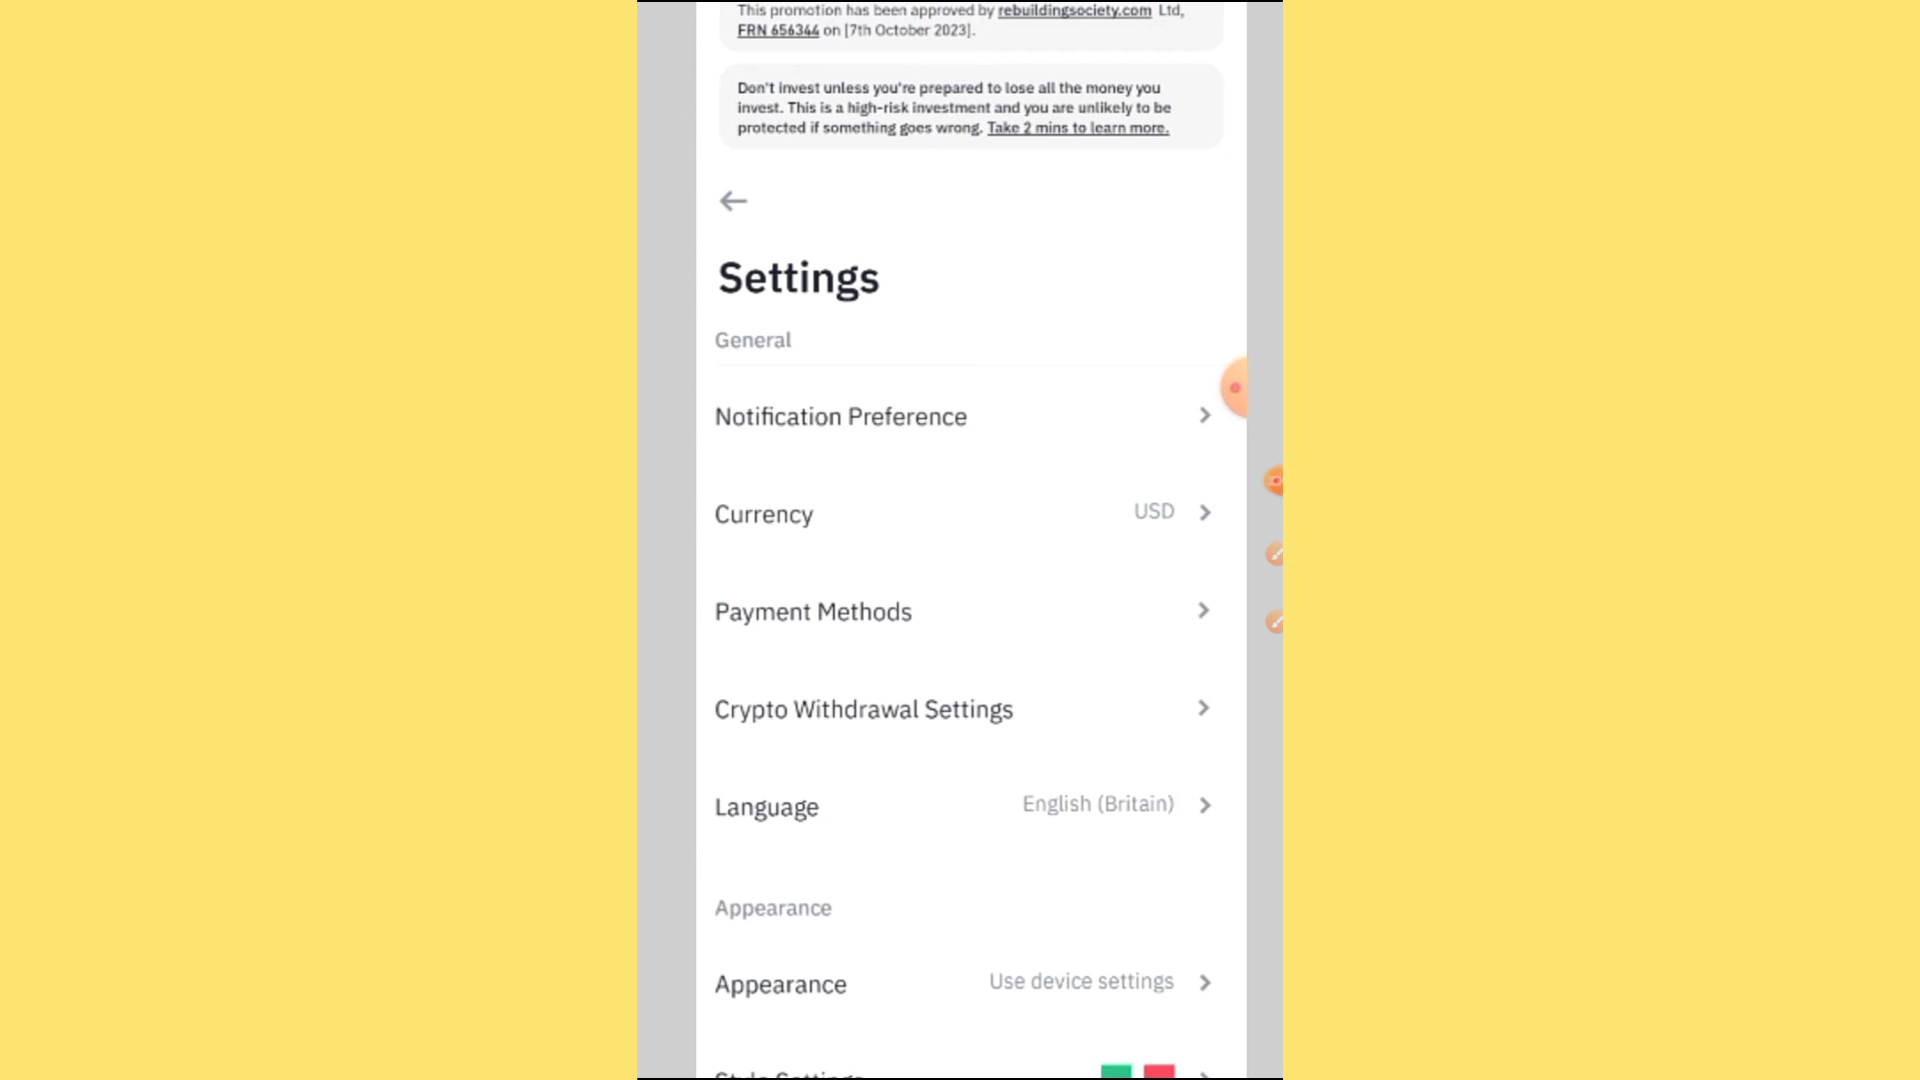 This promotion has been approved by rebuildingsociety.com Ltd,
FRN 656344 on [7th October 2023].
Don't invest unless you're prepared to lose all the money you
invest. This is a high-risk investment and you are unlikely to be
protected if something goes wrong. Take 2 mins to learn more.
Settings
General
Notification Preference
Currency USD
Payment Methods
Crypto Withdrawal Settings
Language English (Britain)
Appearance
Appearance Use device settings
Style Settings